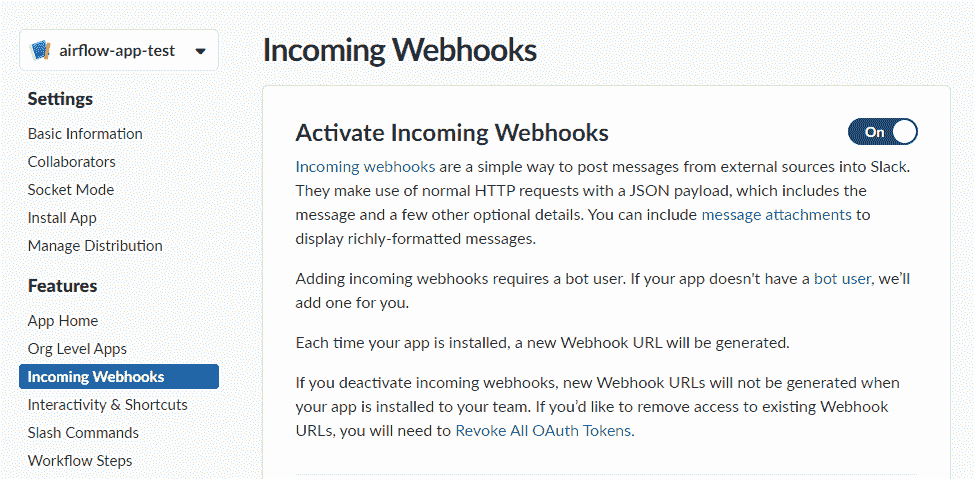 airflow-app-test
Settings
Basic Information
Collaborators
Socket Mode
Install App
Manage Distribution
Features
App Home
Org Level Apps
Incoming Webhooks
Interactivity & Shortcuts
Slash Commands
Workflow Steps
Incoming Webhooks
Activate Incoming Webhooks
On
Incoming webhooks are a simple way to post messages from external sources into Slack.
They make use of normal HTTP requests with a JSON payload, which includes the
message and a few other optional details. You can include message attachments to
display richly-formatted messages.
Adding incoming webhooks requires a bot user. If your app doesn't have a bot user, we’ll
add one for you.
Each time your app is installed, a new Webhook URL will be generated.
If you deactivate incoming webhooks, new Webhook URLs will not be generated when
your app is installed to your team. If you’d like to remove access to existing Webhook
URLs, you will need to Revoke All OAuth Tokens.